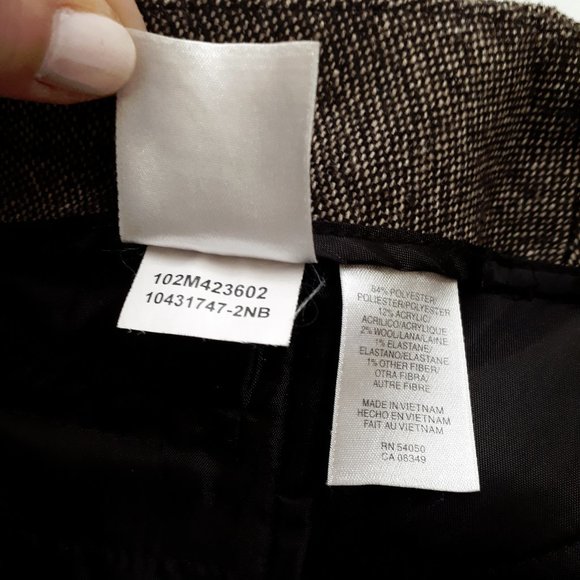 102M423602
10431747-2NB
84% POLYESTER/
POLIESTER/POLYESTER
12% ACRYLIC/
ACRILICO/ACRYLIQUE
2% WOOL/LANA/LAINE
1% ELASTANE/
ELASTANO/ELASTANE
1% OTHER FIBER/
OTRA FIBRA/
AUTRE FIBRE
MADE IN VIETNAM
HECHO EN VIETNAM
FAIT AU VIETNAM
RN 54050
CA 08349